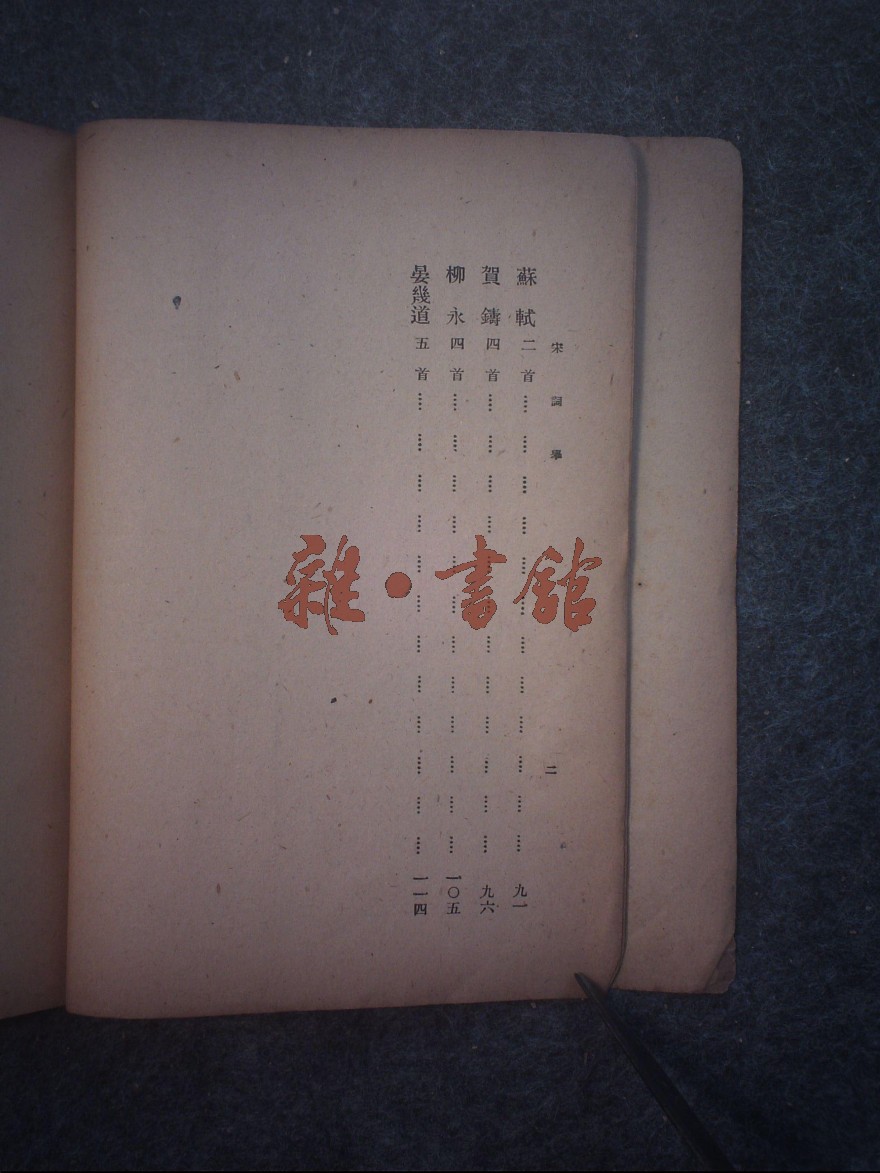 宋詞舉 二
蘇軾 二首………………………………………………九一
賀鑄 四首………………………………………………九六
柳永 四首………………………………………………一〇五
晏幾道 五首………………………………………………一一四
雜·書館